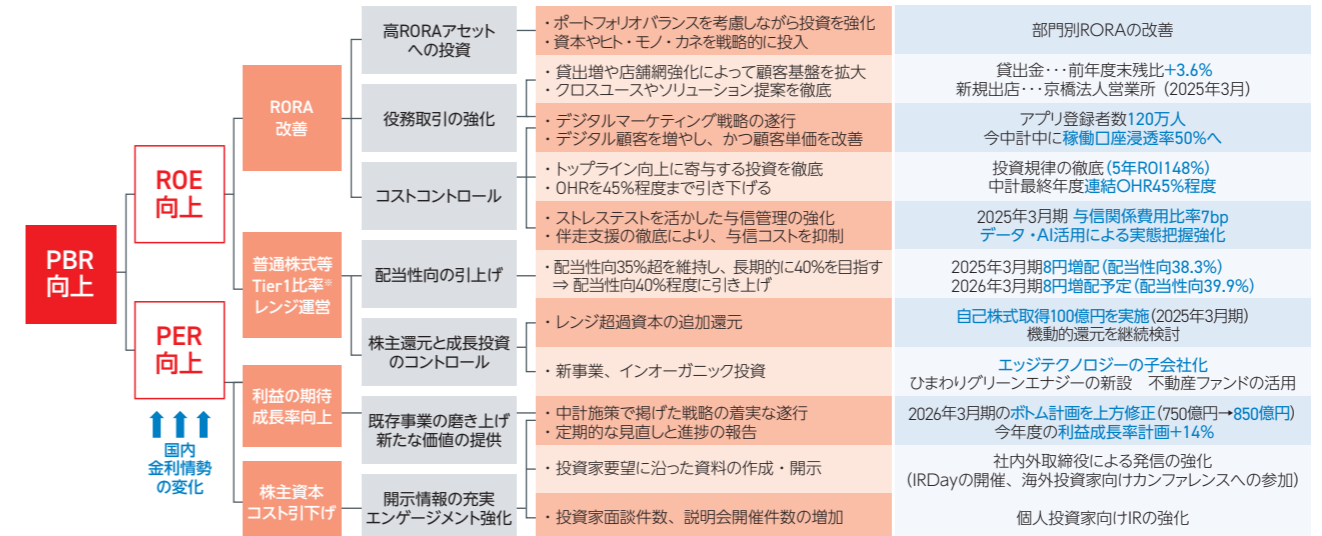 PBR
向上
ROE
向上
PER
向上
国内
金利情勢
の変化
RORA
改善
普通株式等
Tier1比率※
レンジ運営
利益の期待
成長率向上
株主資本
コスト引下げ
高RORAアセット
への投資
役務取引の強化
コストコントロール
配当性向の引上げ
株主還元と成長投資
のコントロール
既存事業の磨き上げ
新たな価値の提供
開示情報の充実
エンゲージメント強化
・ポートフォリオバランスを考慮しながら投資を強化
・資本やヒト・モノ・カネを戦略的に投入
部門別RORAの改善
・貸出増や店舗網強化によって顧客基盤を拡大
・クロスユースやソリューション提案を徹底
貸出金･･･前年度末残比+3.6%
新規出店･･･京橋法人営業所（2025年3月）
・デジタルマーケティング戦略の遂行
・デジタル顧客を増やし、かつ顧客単価を改善
アプリ登録者数120万人
今中計中に稼働口座浸透率50%へ
・トップライン向上に寄与する投資を徹底
・OHRを45%程度まで引き下げる
投資規律の徹底（5年ROI148%）
中計最終年度連結OHR45%程度
・ストレステストを活かした与信管理の強化
・伴走支援の徹底により、与信コストを抑制
2025年3月期 与信関係費用比率7bp
データ・AI活用による実態把握強化
・配当性向35%超を維持し、長期的に40%を目指す
⇒ 配当性向40%程度に引き上げ
2025年3月期8円増配（配当性向38.3%）
2026年3月期8円増配予定（配当性向39.9%）
・レンジ超過資本の追加還元
自己株式取得100億円を実施（2025年3月期）
機動的還元を継続検討
・新事業、インオーガニック投資
エッジテクノロジーの子会社化
ひまわりグリーンエナジーの新設　不動産ファンドの活用
・中計施策で掲げた戦略の着実な遂行
・定期的な見直しと進捗の報告
2026年3月期のボトム計画を上方修正（750億円→850億円）
今年度の利益成長率計画+14%
・投資家要望に沿った資料の作成・開示
社内外取締役による発信の強化
（IRDayの開催、海外投資家向けカンファレンスへの参加）
・投資家面談件数、説明会開催件数の増加
個人投資家向けIRの強化